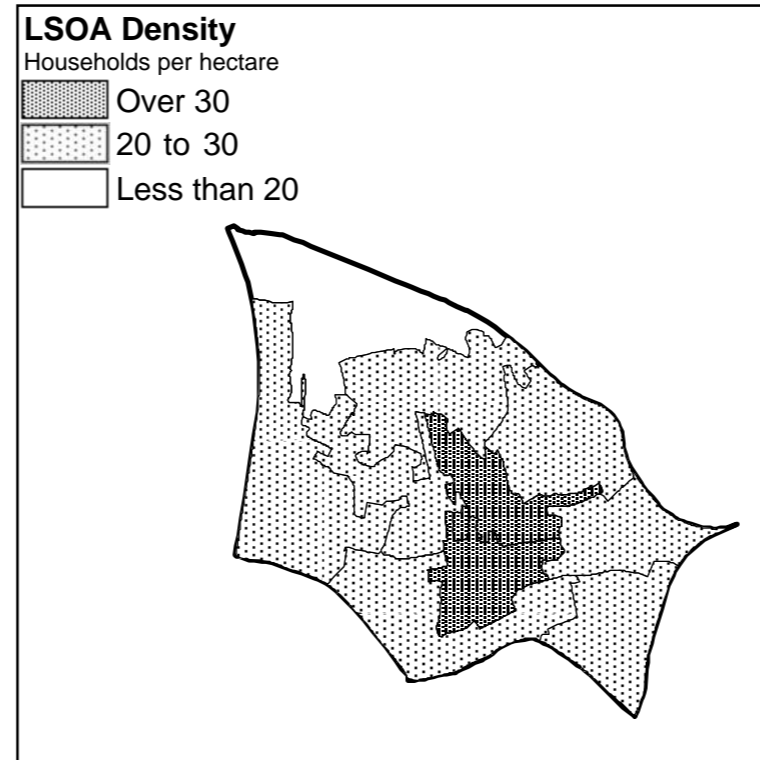 LSOA Density
Households per hectare
Over 30
20 to 30
Less than 20